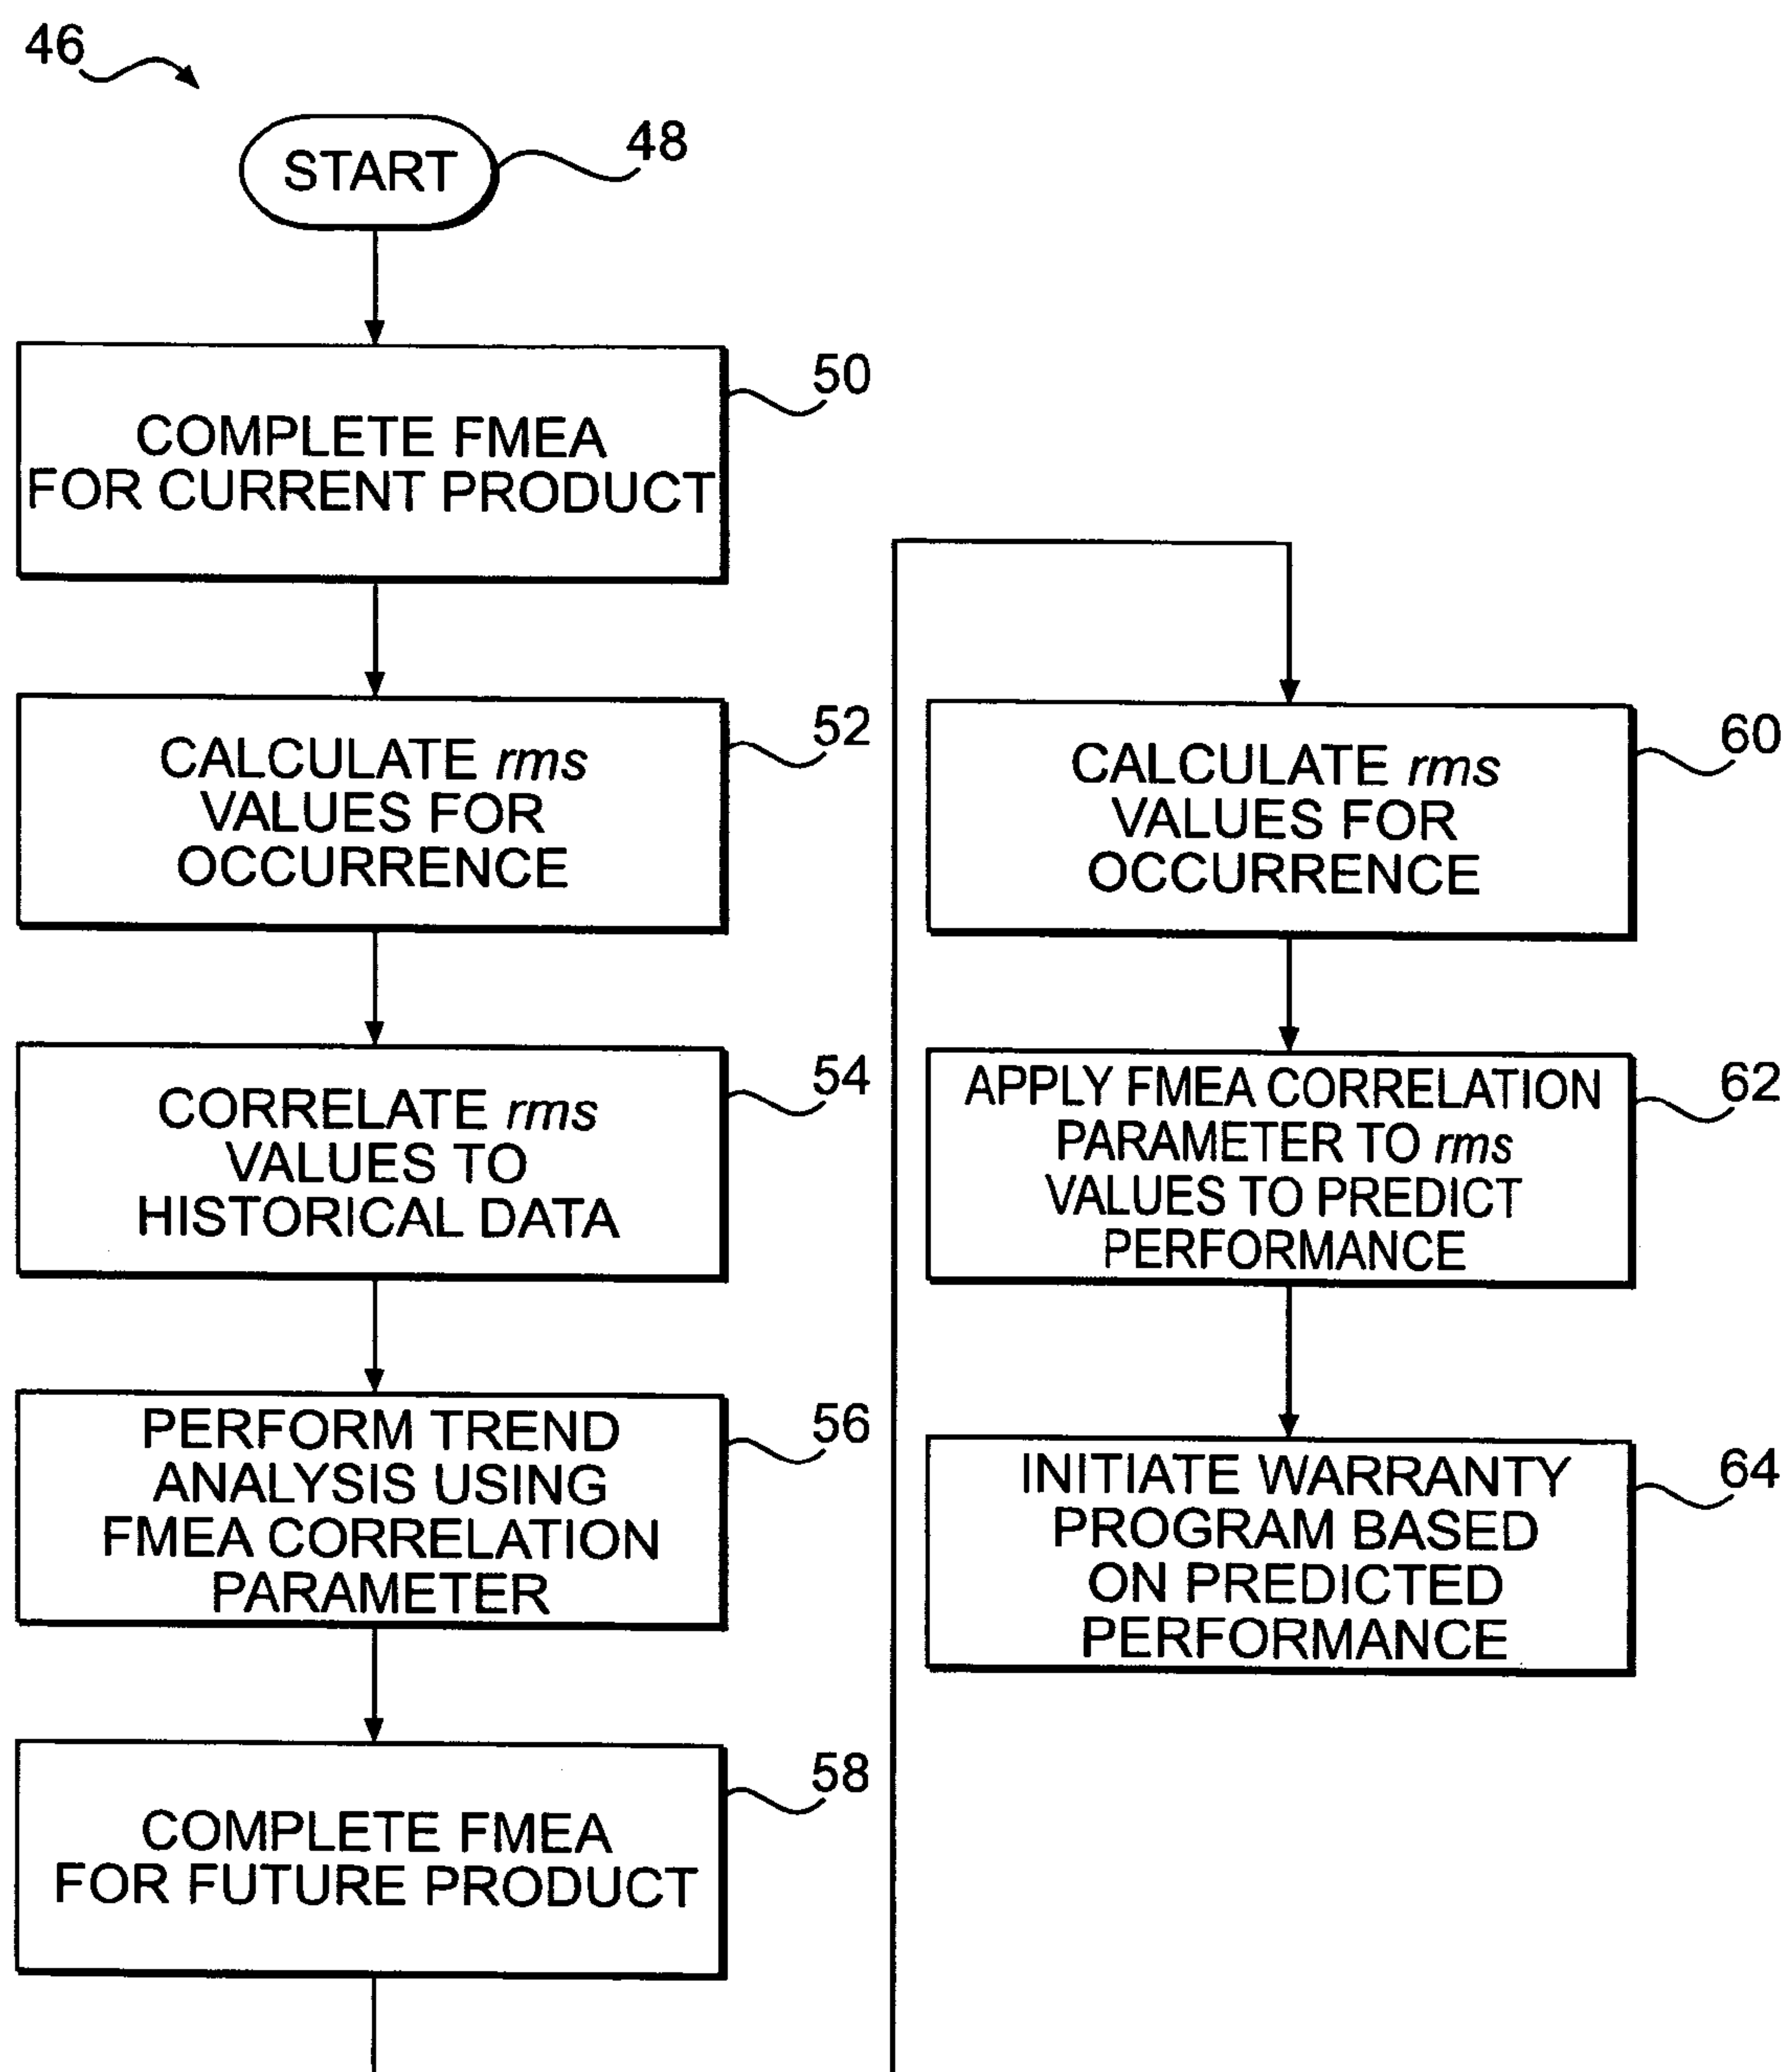 46
START
48
COMPLETE FMEA
FOR CURRENT PRODUCT
50
CALCULATE rms
VALUES FOR
OCCURRENCE
52
CORRELATE rms
VALUES TO
HISTORICAL DATA
54
PERFORM TREND
ANALYSIS USING
FMEA CORRELATION
PARAMETER
56
COMPLETE FMEA
FOR FUTURE PRODUCT
58
CALCULATE rms
VALUES FOR
OCCURRENCE
60
APPLY FMEA CORRELATION
PARAMETER TO rms
VALUES TO PREDICT
PERFORMANCE
62
INITIATE WARRANTY
PROGRAM BASED
ON PREDICTED
PERFORMANCE
64